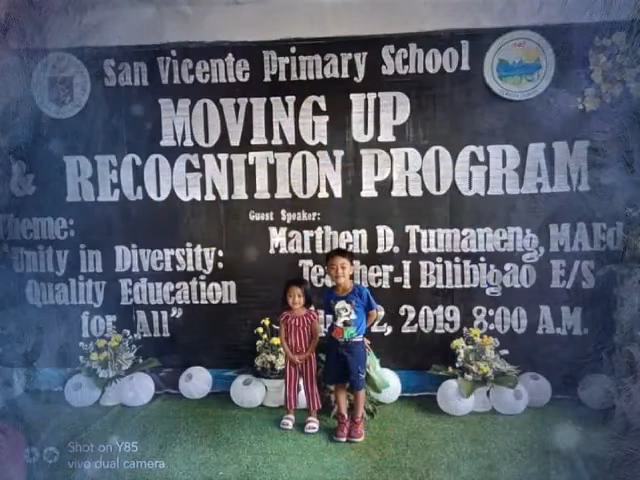 San Vicente Primary School
MOVING UP
& RECOGNITION PROGRAM
Theme:
Unity in Diversity:
Quality Education
for All"
Guest Speaker:
Marthen D. Tumaneng, MAEd
Teacher-I Bilibigao E/S
2, 2019 8:00 A.M.
Shot on Y85
vivo dual camera